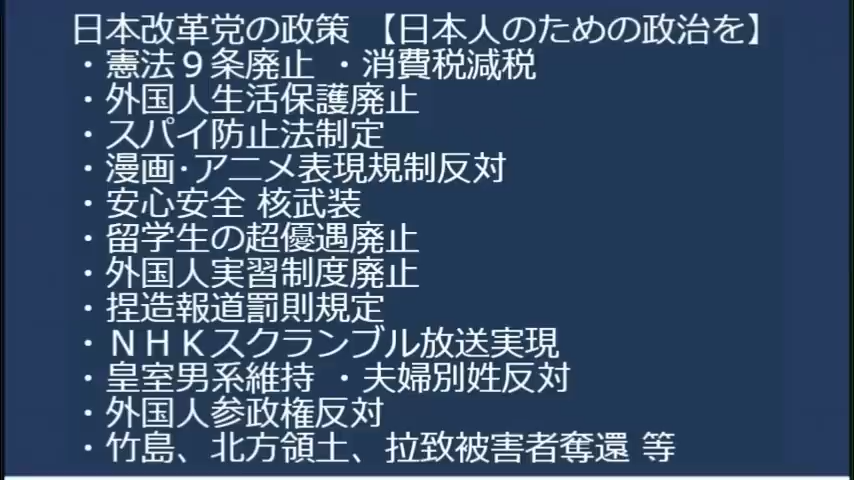 日本改革党の政策 【日本人のための政治を】
・憲法９条廃止 ・消費税減税
・外国人生活保護廃止
・スパイ防止法制定
・漫画・アニメ表現規制反対
・安心安全 核武装
・留学生の超優遇廃止
・外国人実習制度廃止
・捏造報道罰則規定
・ＮＨＫスクランブル放送実現
・皇室男系維持 ・夫婦別姓反対
・外国人参政権反対
・竹島、北方領土、拉致被害者奪還 等